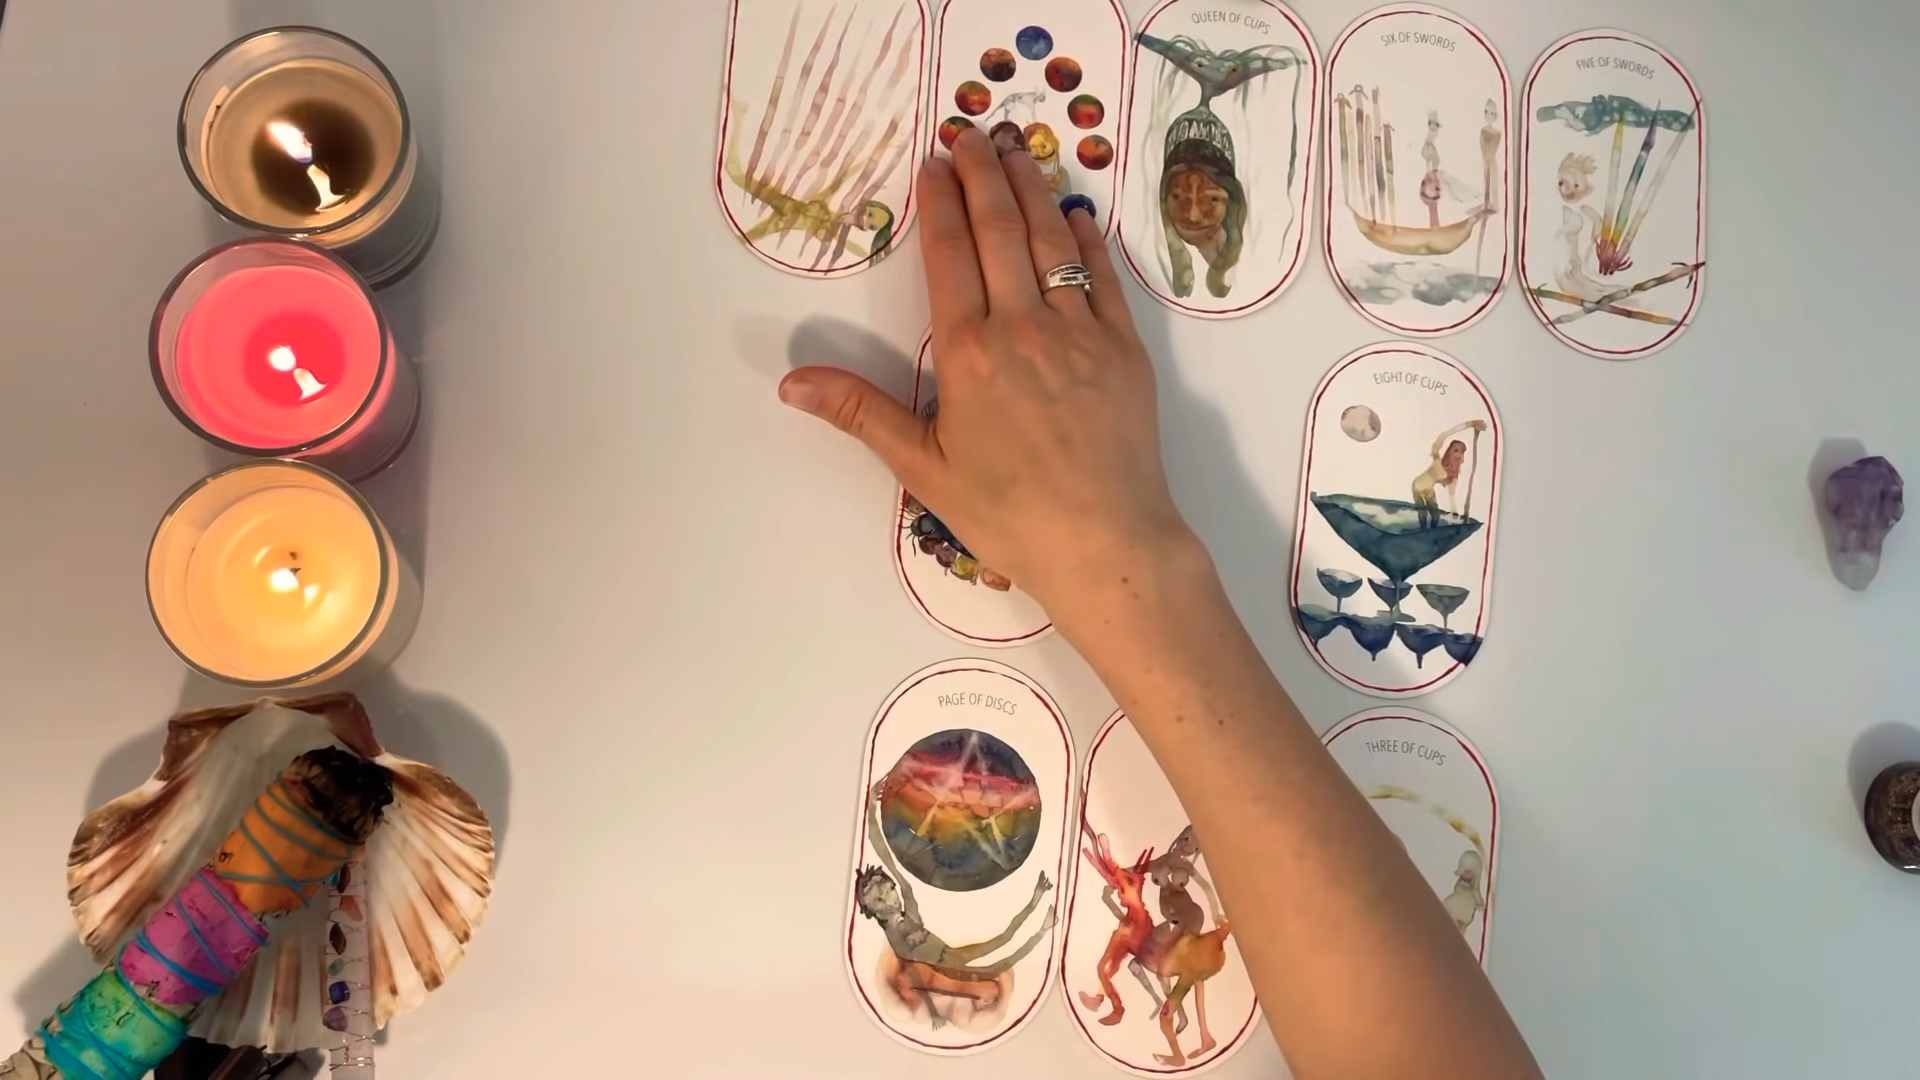 QUEEN OF CUPS
SIX OF SWORDS
FIVE OF SWORDS
EIGHT OF CUPS
PAGE OF DISCS
THREE OF CUPS